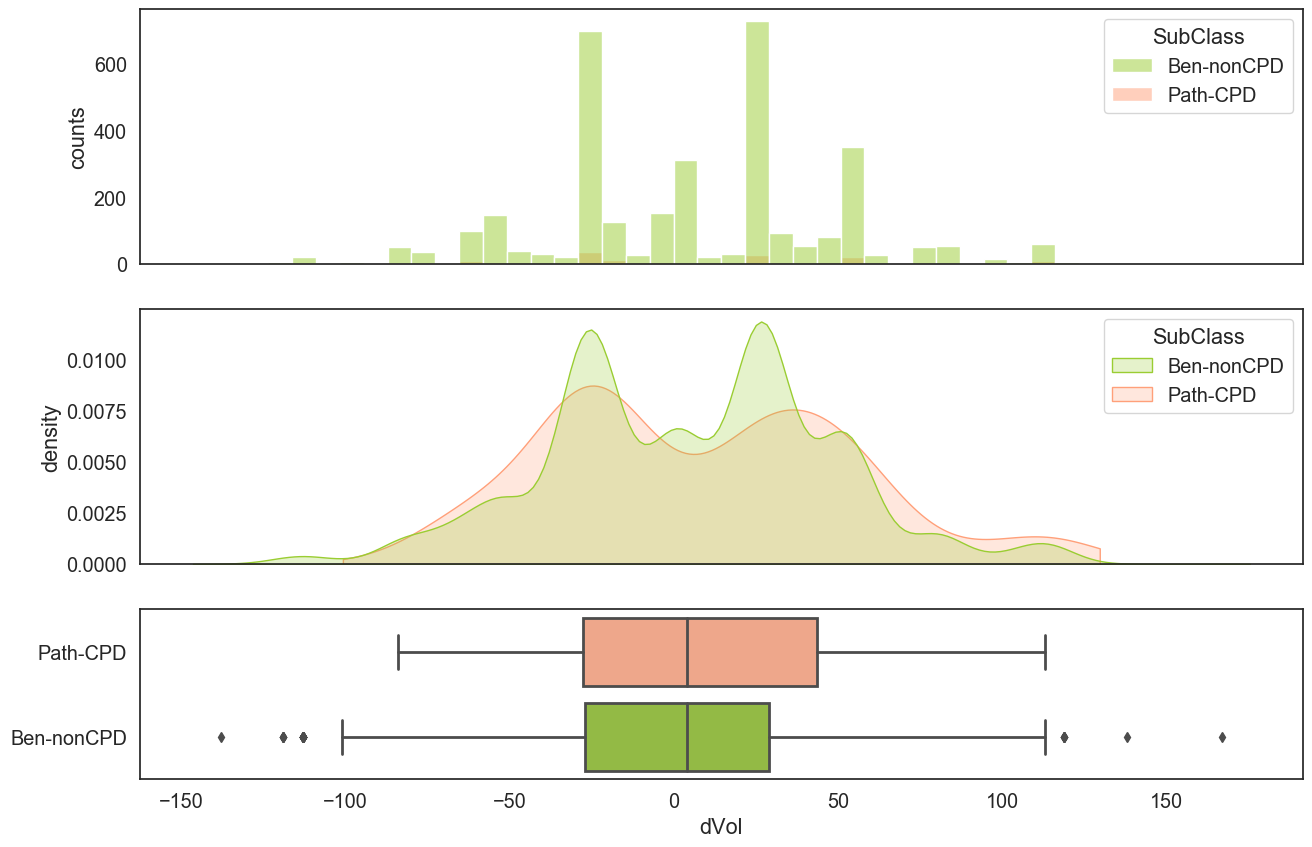 SubClass
Ben-nonCPD
Path-CPD
600
400
200
0
counts
SubClass
Ben-nonCPD
Path-CPD
0.0100
0.0075
0.0050
0.0025
0.0000
density
Path-CPD
Ben-nonCPD
−150 −100 −50 0 50 100 150
dVol